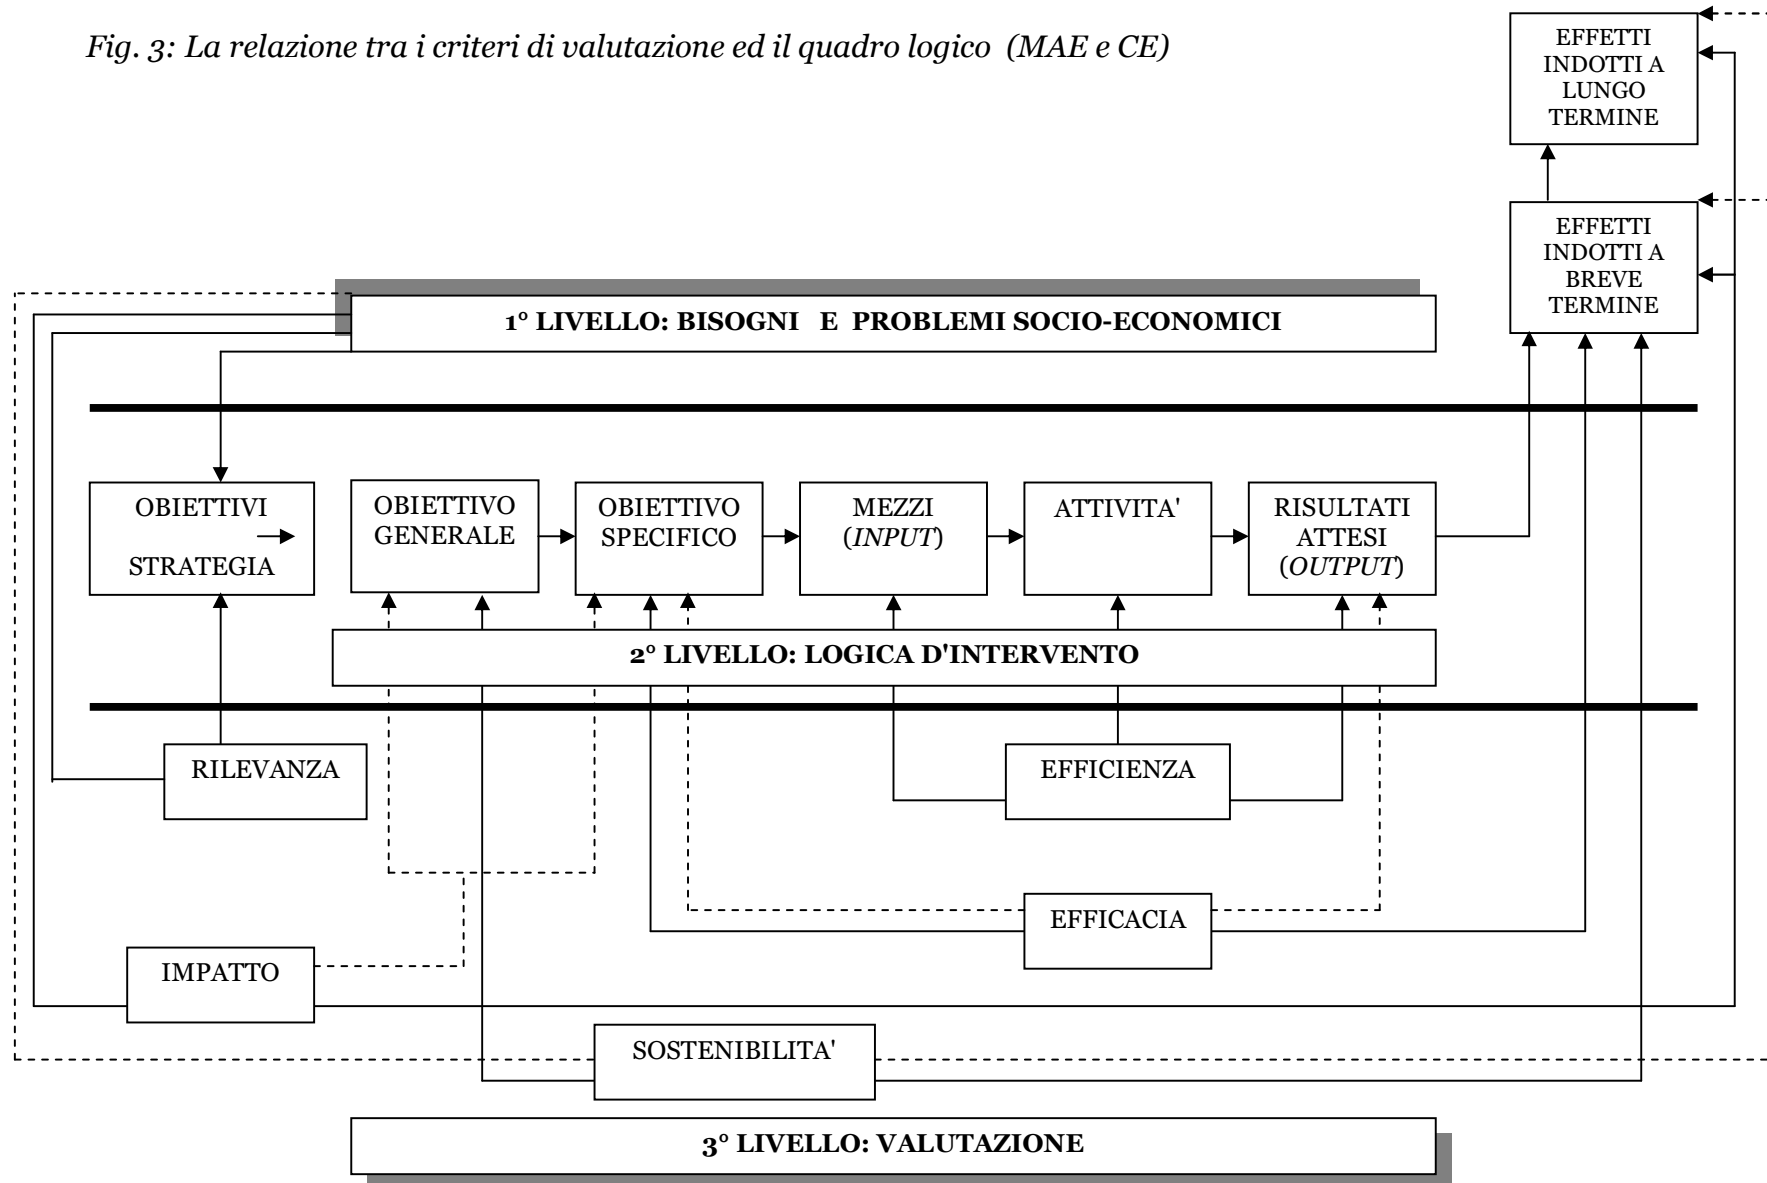 Fig. 3: La relazione tra i criteri di valutazione ed il quadro logico (MAE e CE)
EFFETTI
INDOTTI A
LUNGO
TERMINE
EFFETTI
INDOTTI A
BREVE
TERMINE
1° LIVELLO: BISOGNI E PROBLEMI SOCIO-ECONOMICI
OBIETTIVI
STRATEGIA
OBIETTIVO
GENERALE
OBIETTIVO
SPECIFICO
MEZZI
(INPUT)
ATTIVITA'
RISULTATI
ATTESI
(OUTPUT)
2° LIVELLO: LOGICA D'INTERVENTO
RILEVANZA
EFFICIENZA
EFFICACIA
IMPATTO
SOSTENIBILITA'
3° LIVELLO: VALUTAZIONE